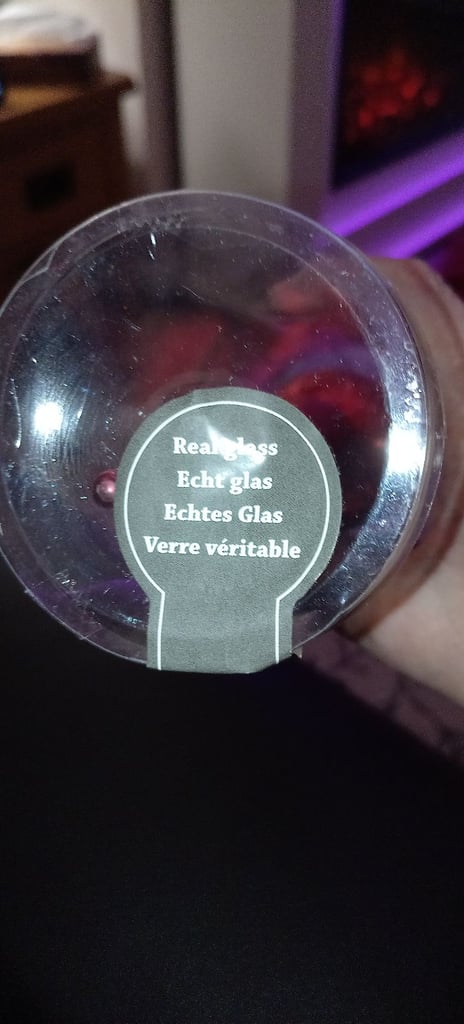 Real glass
Echt glas
Echtes Glas
Verre véritable